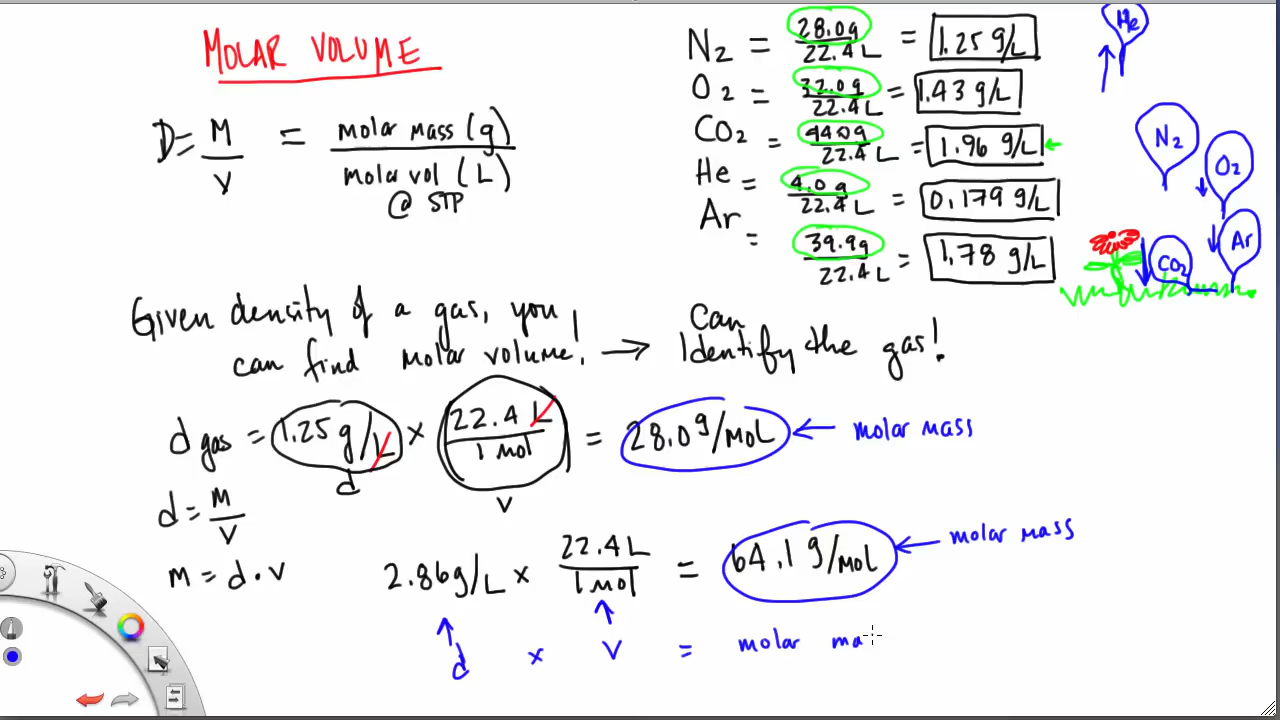 MOLAR VOLUME
D = M/V = molar mass (g) / molar vol (L) @ STP
N2 = 28.0g / 22.4 L = 1.25 g/L
O2 = 32.0g / 22.4 L = 1.43 g/L
CO2 = 44.0g / 22.4 L = 1.96 g/L
He = 4.0 g / 22.4 L = 0.179 g/L
Ar = 39.9g / 22.4 L = 1.78 g/L
He
N2
O2
Ar
CO2
Given density of a gas, you
can find molar volume! → Can
Identify the gas!
d gas = 1.25 g/L × 22.4 L / 1 mol = 28.0 g/mol ← molar mass
d
V
d = M/V
m = d · V
2.86 g/L × 22.4 L / 1 mol = 64.1 g/mol ← molar mass
d × V = molar ma